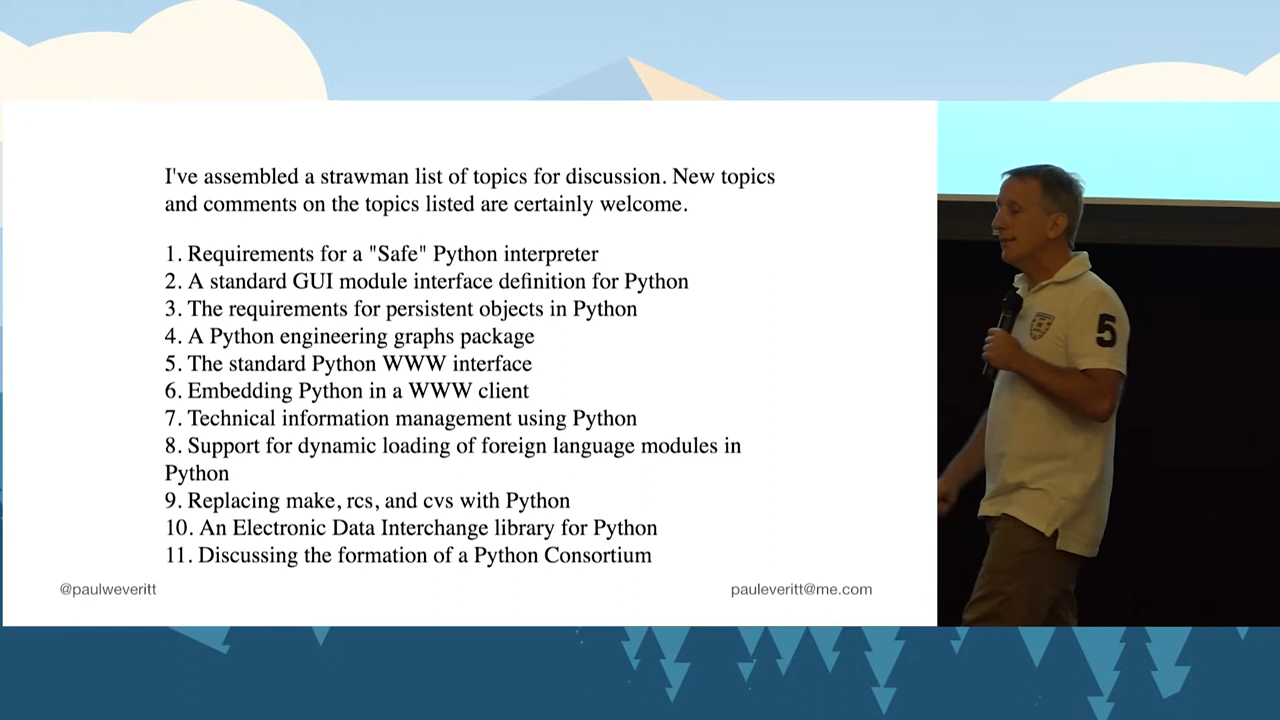 I've assembled a strawman list of topics for discussion. New topics
and comments on the topics listed are certainly welcome.
1. Requirements for a "Safe" Python interpreter
2. A standard GUI module interface definition for Python
3. The requirements for persistent objects in Python
4. A Python engineering graphs package
5. The standard Python WWW interface
6. Embedding Python in a WWW client
7. Technical information management using Python
8. Support for dynamic loading of foreign language modules in
Python
9. Replacing make, rcs, and cvs with Python
10. An Electronic Data Interchange library for Python
11. Discussing the formation of a Python Consortium
@paulweveritt
pauleveritt@me.com
5